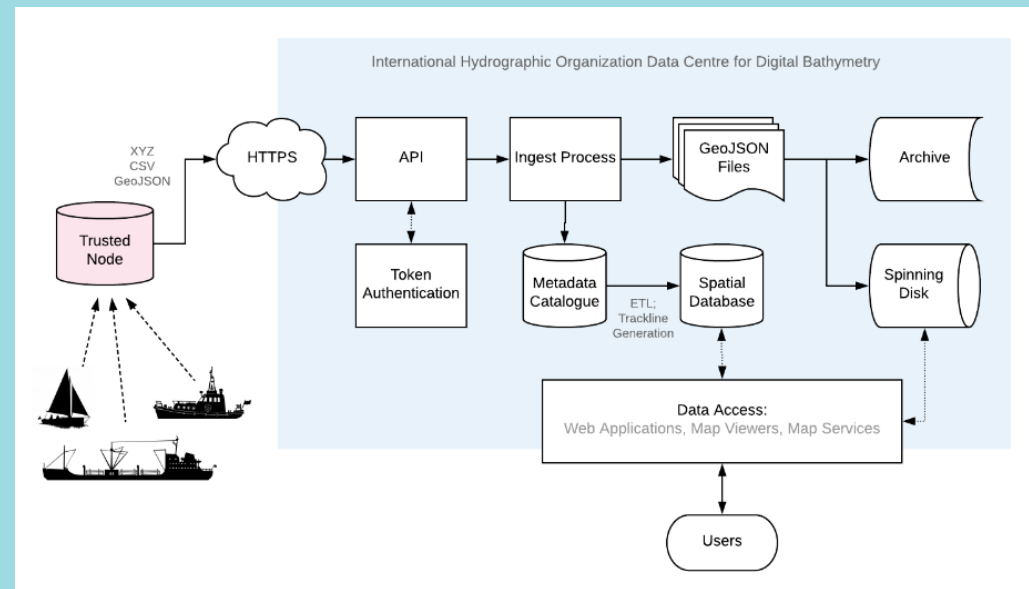 International Hydrographic Organization Data Centre for Digital Bathymetry
XYZ
CSV
GeoJSON
HTTPS
API
Ingest Process
GeoJSON
Files
Archive
Trusted
Node
Token
Authentication
Metadata
Catalogue
ETL;
Trackline
Generation
Spatial
Database
Spinning
Disk
Data Access:
Web Applications, Map Viewers, Map Services
Users